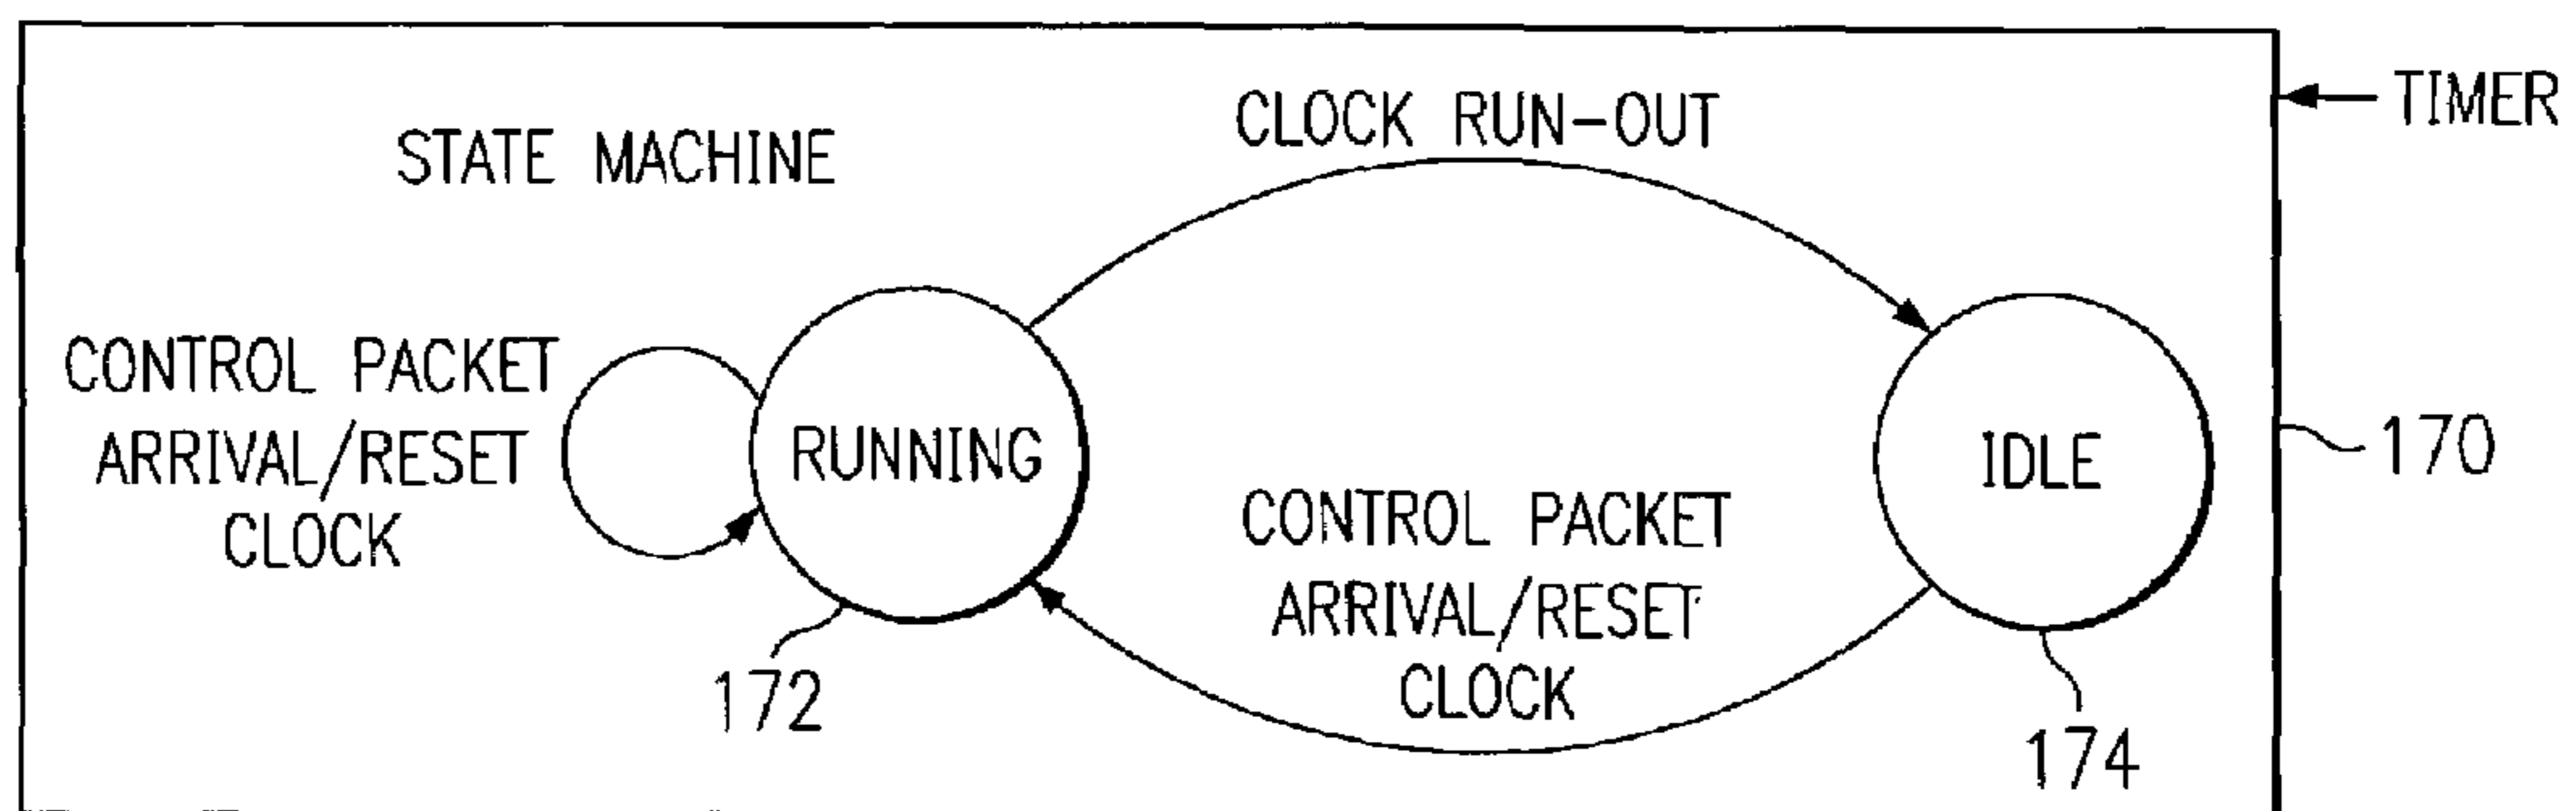 STATE MACHINE
CLOCK RUN-OUT
TIMER
CONTROL PACKET
ARRIVAL/RESET
CLOCK
RUNNING
CONTROL PACKET
ARRIVAL/RESET
CLOCK
IDLE
170
172
174